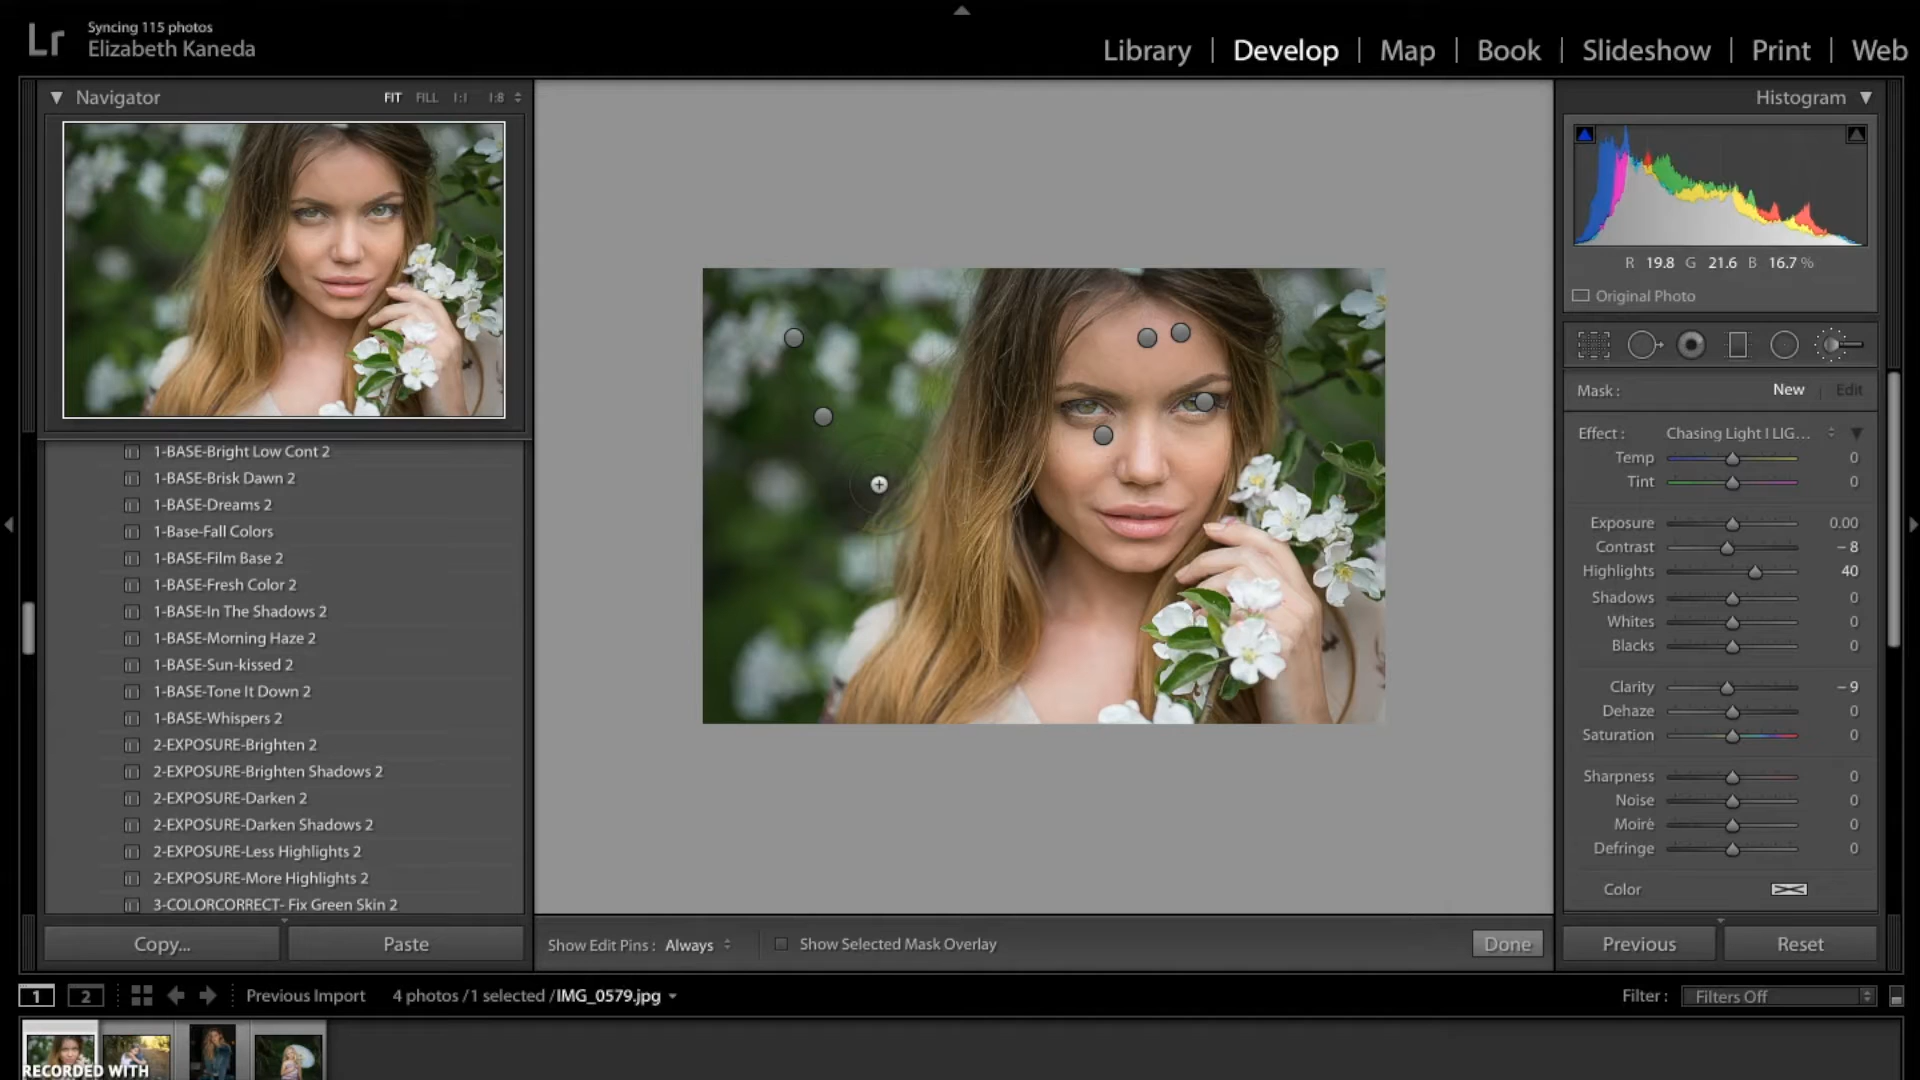 Lr
Syncing 115 photos
Elizabeth Kaneda
Library | Develop | Map | Book | Slideshow | Print | Web
Navigator
FIT FILL 1:1 1:8
1-BASE-Bright Low Cont 2
1-BASE-Brisk Dawn 2
1-BASE-Dreams 2
1-Base-Fall Colors
1-BASE-Film Base 2
1-BASE-Fresh Color 2
1-BASE-In The Shadows 2
1-BASE-Morning Haze 2
1-BASE-Sun-kissed 2
1-BASE-Tone It Down 2
1-BASE-Whispers 2
2-EXPOSURE-Brighten 2
2-EXPOSURE-Brighten Shadows 2
2-EXPOSURE-Darken 2
2-EXPOSURE-Darken Shadows 2
2-EXPOSURE-Less Highlights 2
2-EXPOSURE-More Highlights 2
3-COLORCORRECT- Fix Green Skin 2
Copy...
Paste
Show Edit Pins : Always
Show Selected Mask Overlay
Done
Histogram
R 19.8 G 21.6 B 16.7 %
Original Photo
Mask : New | Edit
Effect : Chasing Light I LIG...
Temp 0
Tint 0
Exposure 0.00
Contrast – 8
Highlights 40
Shadows 0
Whites 0
Blacks 0
Clarity – 9
Dehaze 0
Saturation 0
Sharpness 0
Noise 0
Moirè 0
Defringe 0
Color
Previous
Reset
1 2
Previous Import
4 photos /1 selected /IMG_0579.jpg
Filter : Filters Off
RECORDED WITH